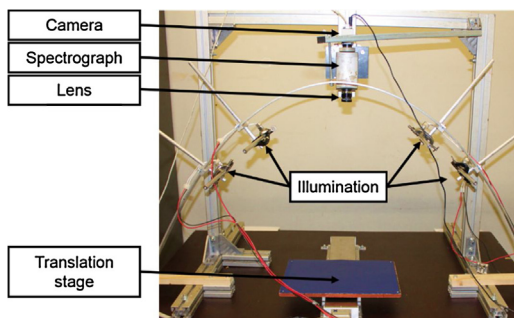 Camera
Spectrograph
Lens
Illumination
Translation
stage